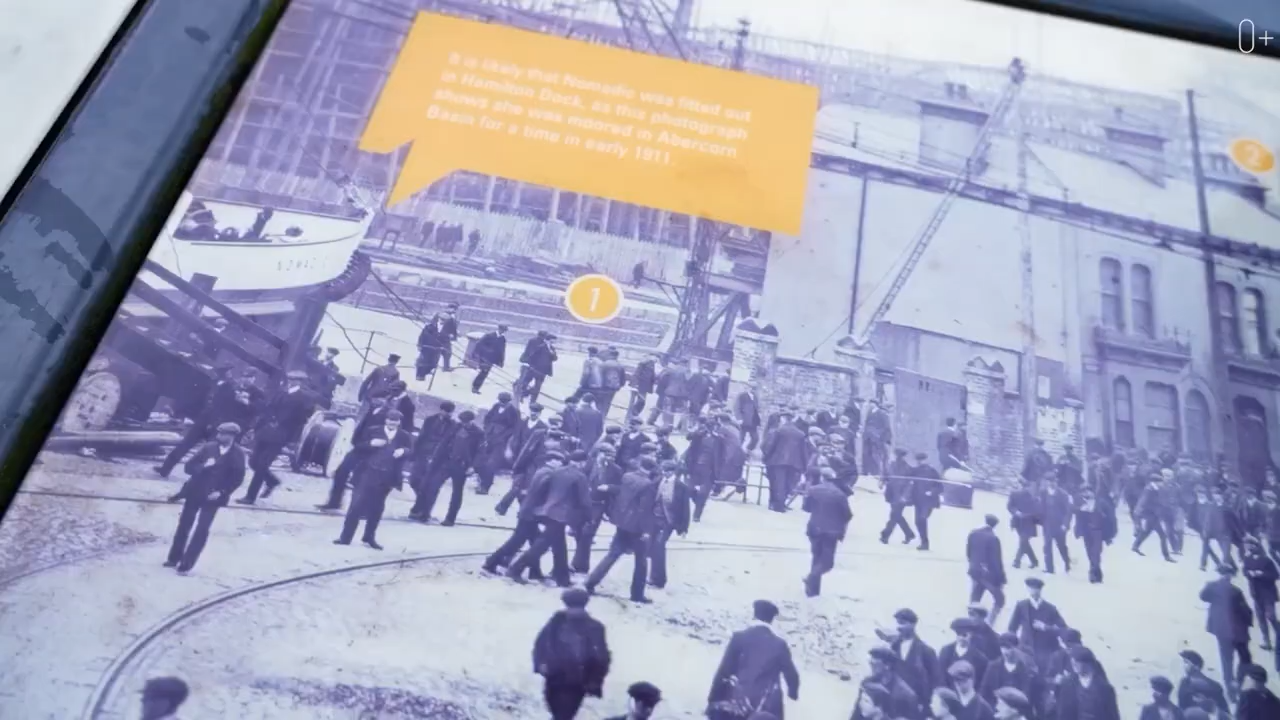 0+
It is likely that Nomadic was fitted out
in Hamilton Dock, as this photograph
shows she was moored in Abercorn
Basin for a time in early 1911.
2
1